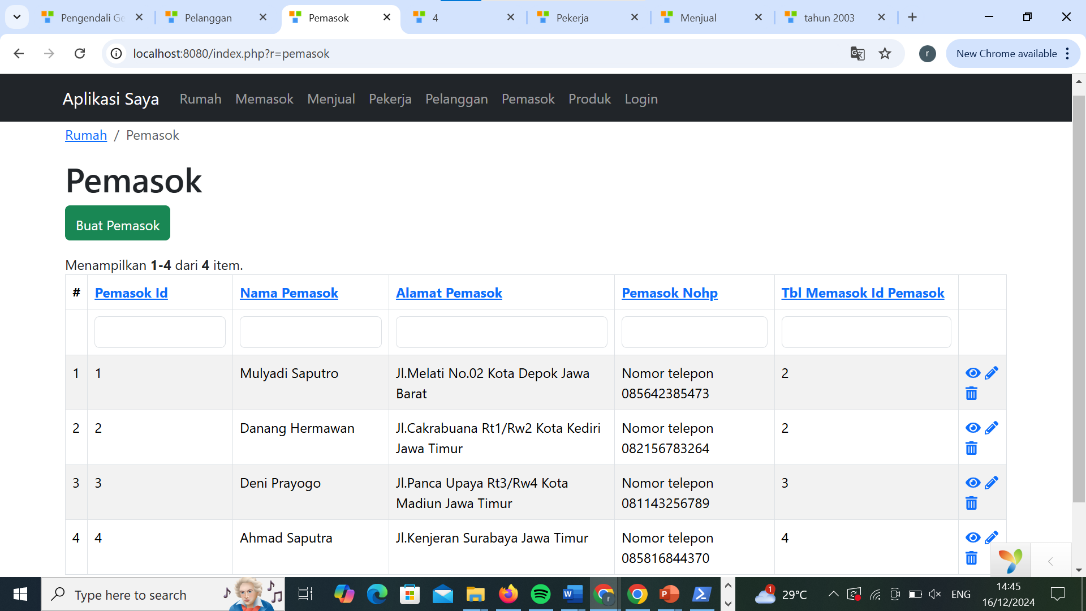 Pengendali Gr
Pelanggan
Pemasok
4
Pekerja
Menjual
tahun 2003
localhost:8080/index.php?r=pemasok
r
New Chrome available
Aplikasi Saya
Rumah Memasok Menjual Pekerja Pelanggan Pemasok Produk Login
Rumah / Pemasok
Pemasok
Buat Pemasok
Menampilkan 1-4 dari 4 item.
# Pemasok Id Nama Pemasok Alamat Pemasok Pemasok Nohp Tbl Memasok Id Pemasok
1 1 Mulyadi Saputro Jl.Melati No.02 Kota Depok Jawa Nomor telepon 2
Barat 085642385473
2 2 Danang Hermawan Jl.Cakrabuana Rt1/Rw2 Kota Kediri Nomor telepon 2
Jawa Timur 082156783264
3 3 Deni Prayogo Jl.Panca Upaya Rt3/Rw4 Kota Nomor telepon 3
Madiun Jawa Timur 081143256789
4 4 Ahmad Saputra Jl.Kenjeran Surabaya Jawa Timur Nomor telepon 4
085816844370
Type here to search
1
29°C
ENG
14:45
16/12/2024